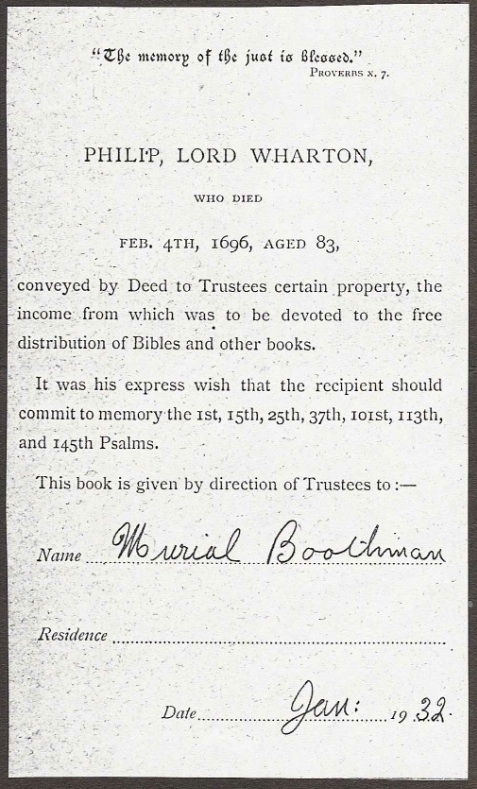 “The memory of the just is blessed.”
PROVERBS X. 7.
PHILIP, LORD WHARTON,
WHO DIED
FEB. 4TH, 1696, AGED 83,
conveyed by Deed to Trustees certain property, the
income from which was to be devoted to the free
distribution of Bibles and other books.
It was his express wish that the recipient should
commit to memory the 1st, 15th, 25th, 37th, 101st, 113th,
and 145th Psalms.
This book is given by direction of Trustees to :—
Name Murial Boothman
Residence
Date Jan: 1932.